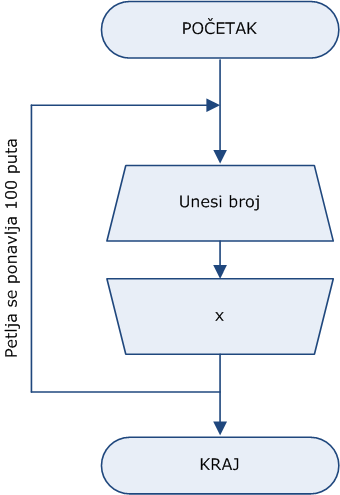 POČETAK
Petlja se ponavlja 100 puta
Unesi broj
x
KRAJ